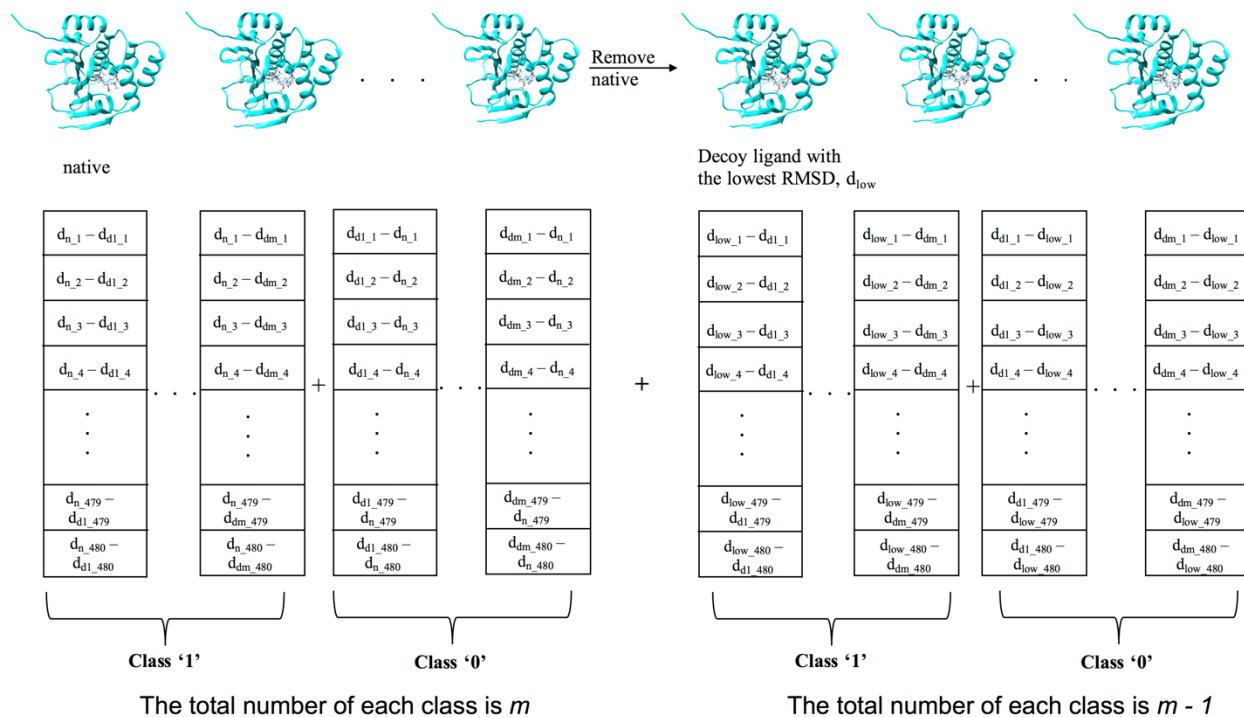 Remove
native
native
Decoy ligand with
the lowest RMSD, d_low
d_n_1 – d_d1_1
d_n_2 – d_d1_2
d_n_3 – d_d1_3
d_n_4 – d_d1_4
d_n_479 –
d_d1_479
d_n_480 –
d_d1_480
. . .
d_n_1 – d_dm_1
d_n_2 – d_dm_2
d_n_3 – d_dm_3
d_n_4 – d_dm_4
d_n_479 –
d_dm_479
d_n_480 –
d_dm_480
+
d_d1_1 – d_n_1
d_d1_2 – d_n_2
d_d1_3 – d_n_3
d_d1_4 – d_n_4
d_d1_479 –
d_n_479
d_d1_480 –
d_n_480
. . .
d_dm_1 – d_n_1
d_dm_2 – d_n_2
d_dm_3 – d_n_3
d_dm_4 – d_n_4
d_dm_479 –
d_n_479
d_dm_480 –
d_n_480
+
d_low_1 – d_d1_1
d_low_2 – d_d1_2
d_low_3 – d_d1_3
d_low_4 – d_d1_4
d_low_479 –
d_d1_479
d_low_480 –
d_d1_480
. . .
d_low_1 – d_dm_1
d_low_2 – d_dm_2
d_low_3 – d_dm_3
d_low_4 – d_dm_4
d_low_479 –
d_dm_479
d_low_480 –
d_dm_480
+
d_d1_1 – d_low_1
d_d1_2 – d_low_2
d_d1_3 – d_low_3
d_d1_4 – d_low_4
d_d1_479 –
d_low_479
d_d1_480 –
d_low_480
. . .
d_dm_1 – d_low_1
d_dm_2 – d_low_2
d_dm_3 – d_low_3
d_dm_4 – d_low_4
d_dm_479 –
d_low_479
d_dm_480 –
d_low_480
Class ‘1’
Class ‘0’
Class ‘1’
Class ‘0’
The total number of each class is m
The total number of each class is m - 1